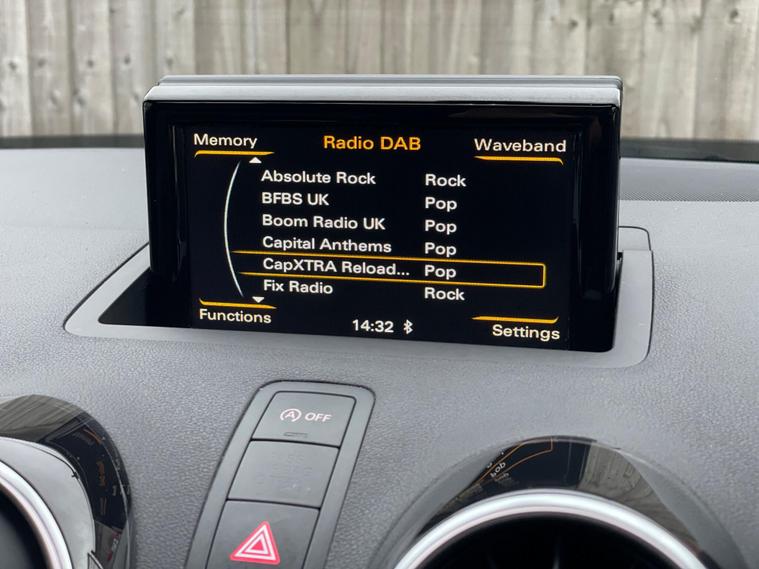 Memory Radio DAB Waveband
Absolute Rock Rock
BFBS UK Pop
Boom Radio UK Pop
Capital Anthems Pop
CapXTRA Reload... Pop
Fix Radio Rock
Functions 14:32 Settings
A OFF